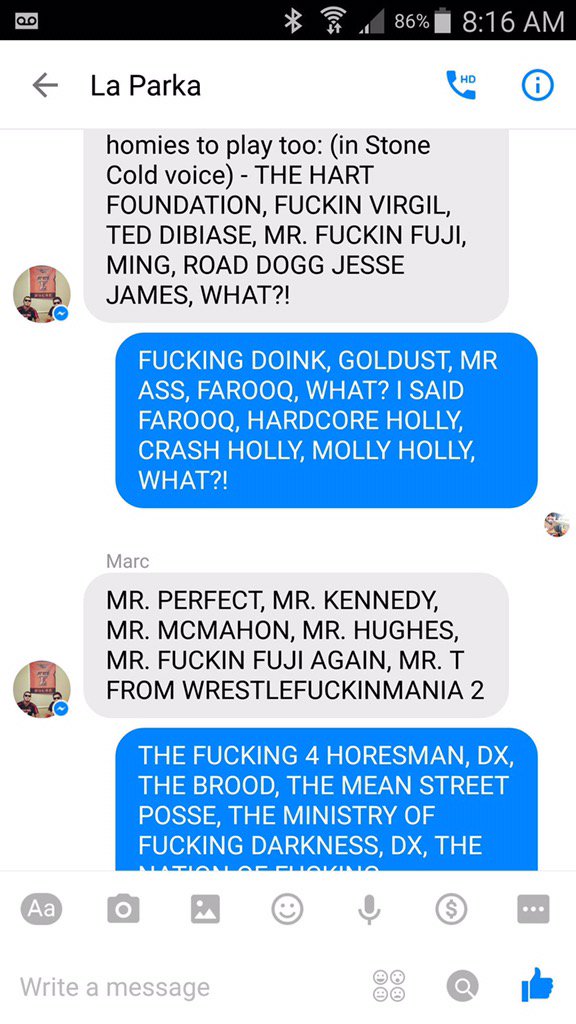 86% 8:16 AM
La Parka
HD
homies to play too: (in Stone
Cold voice) - THE HART
FOUNDATION, FUCKIN VIRGIL,
TED DIBIASE, MR. FUCKIN FUJI,
MING, ROAD DOGG JESSE
JAMES, WHAT?!
FUCKING DOINK, GOLDUST, MR
ASS, FAROOQ, WHAT? I SAID
FAROOQ, HARDCORE HOLLY,
CRASH HOLLY, MOLLY HOLLY,
WHAT?!
Marc
MR. PERFECT, MR. KENNEDY,
MR. MCMAHON, MR. HUGHES,
MR. FUCKIN FUJI AGAIN, MR. T
FROM WRESTLEFUCKINMANIA 2
THE FUCKING 4 HORESMAN, DX,
THE BROOD, THE MEAN STREET
POSSE, THE MINISTRY OF
FUCKING DARKNESS, DX, THE
NATION OF FUCKING
Aa
Write a message